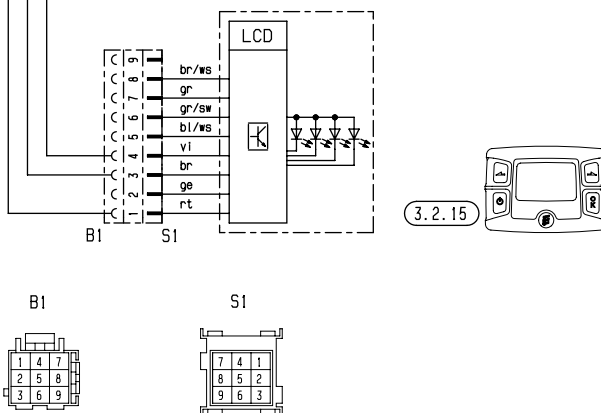 LCD
9
8 br/ws
7 gr
6 gr/sw
5 bl/ws
4 vi
3 br
2 ge
1 rt
B1 S1
3.2.15
OK
B1 S1
1 4 7
2 5 8
3 6 9
7 4 1
8 5 2
9 6 3